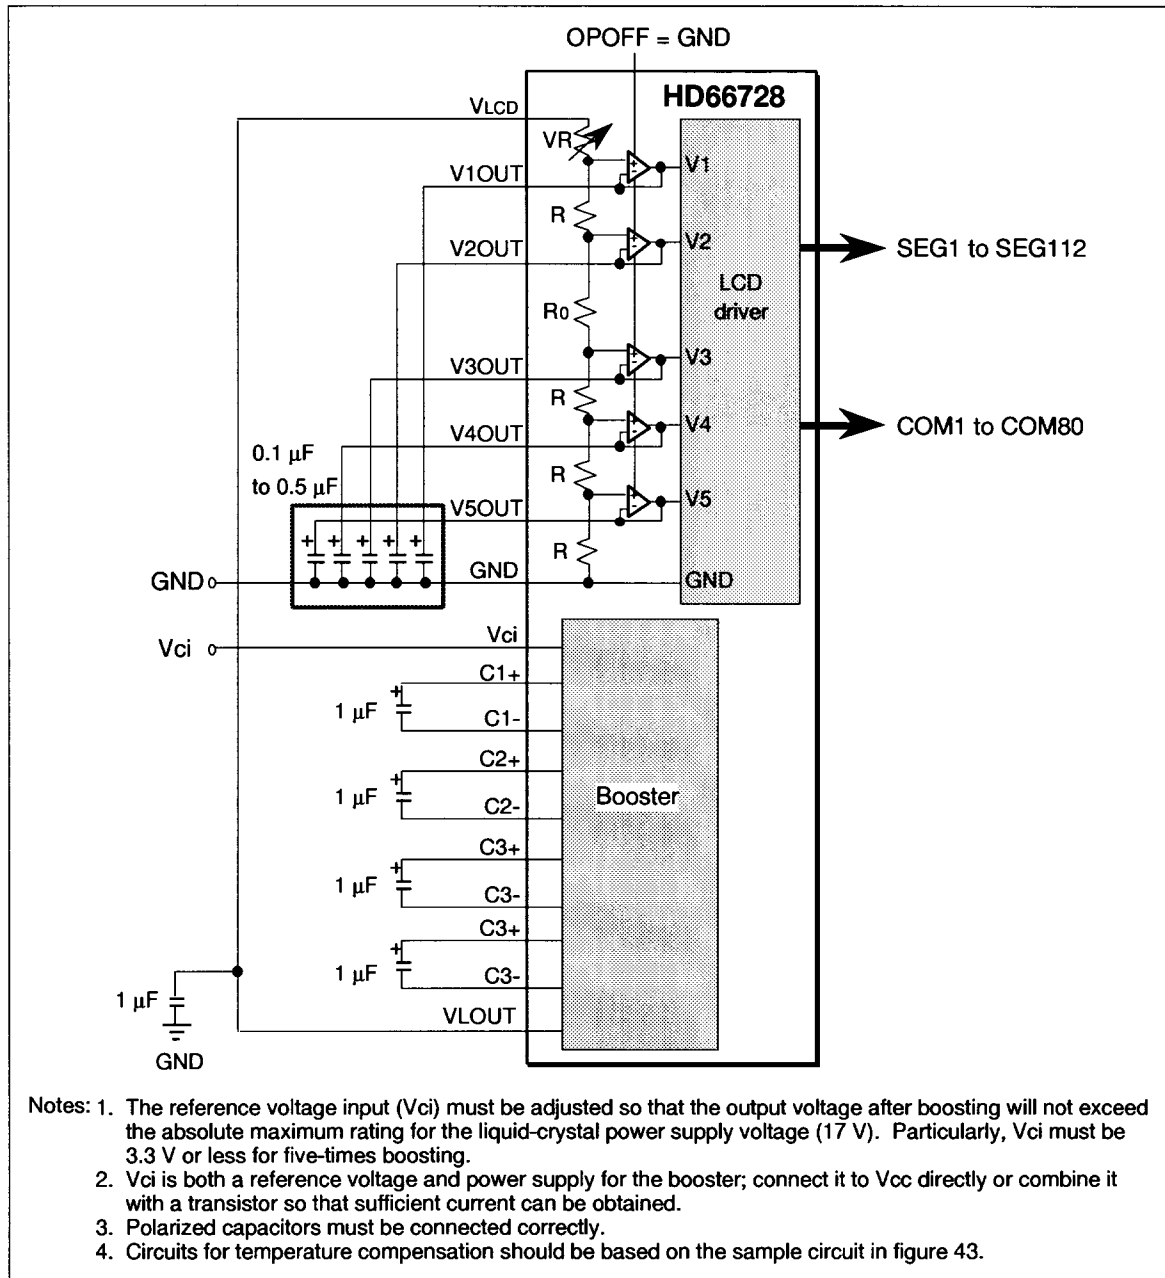 OPOFF = GND
HD66728
VLCD
VR
V1OUT
V1
R
V2OUT
V2
SEG1 to SEG112
LCD
driver
R0
V3OUT
V3
R
V4OUT
V4
COM1 to COM80
0.1 μF
to 0.5 μF
R
V5OUT
V5
+ + + + +
R
GND
GND
GND
Vci
Vci
C1+
+
1 μF
C1-
C2+
+
1 μF
Booster
C2-
C3+
+
1 μF
C3-
C3+
+
1 μF
C3-
1 μF
VLOUT
GND
Notes: 1. The reference voltage input (Vci) must be adjusted so that the output voltage after boosting will not exceed
the absolute maximum rating for the liquid-crystal power supply voltage (17 V). Particularly, Vci must be
3.3 V or less for five-times boosting.
2. Vci is both a reference voltage and power supply for the booster; connect it to Vcc directly or combine it
with a transistor so that sufficient current can be obtained.
3. Polarized capacitors must be connected correctly.
4. Circuits for temperature compensation should be based on the sample circuit in figure 43.